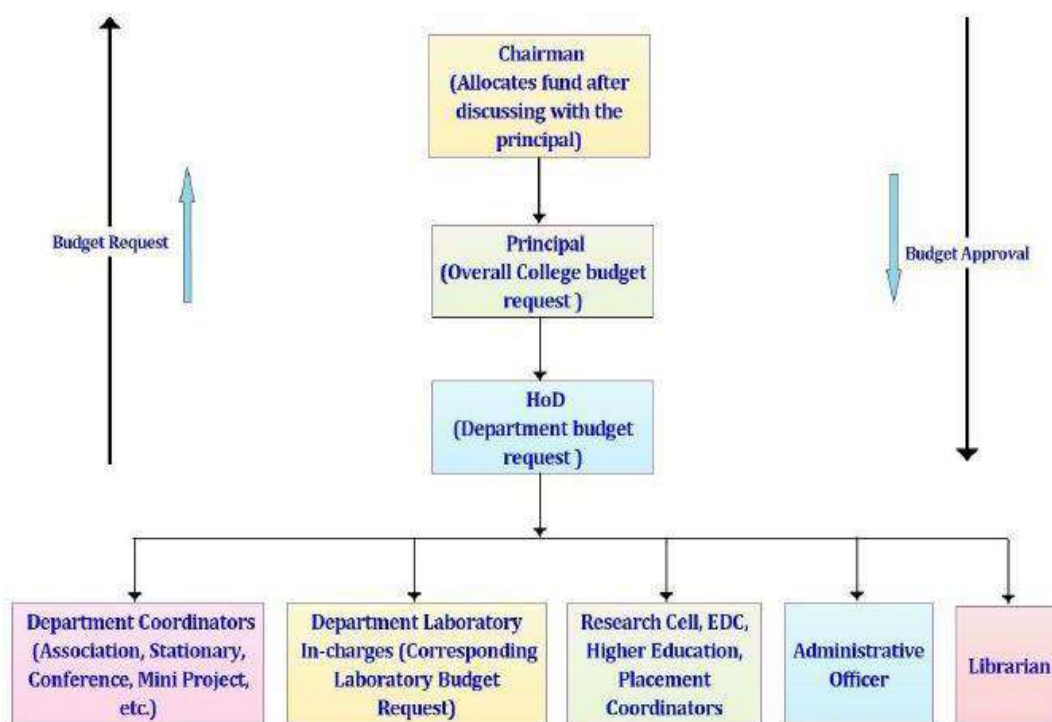 Chairman
(Allocates fund after
discussing with the
principal)
Budget Request
Budget Approval
Principal
(Overall College budget
request )
HoD
(Department budget
request )
Department Coordinators
(Association, Stationary,
Conference, Mini Project,
etc.)
Department Laboratory
In-charges (Corresponding
Laboratory Budget
Request)
Research Cell, EDC,
Higher Education,
Placement
Coordinators
Administrative
Officer
Librarian